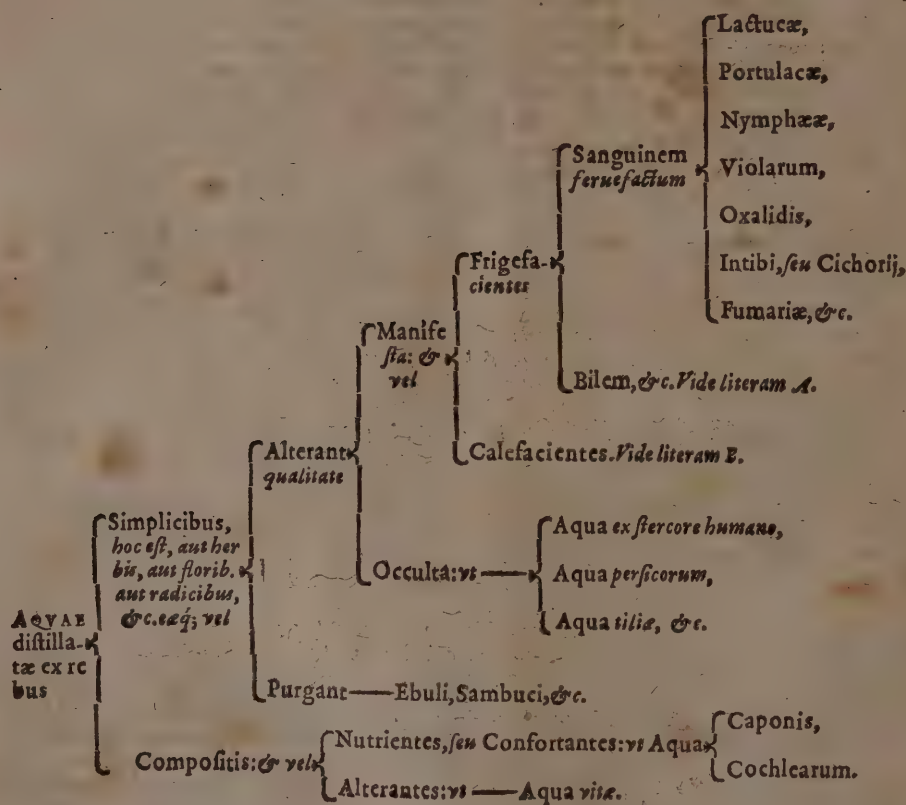 Lactucæ,
Portulacæ,
Nymphææ,
Violarum,
Oxalidis,
Intibi, ſeu Cichorij,
Fumariæ, &c.
Sanguinem
feruefactum
Bilem, &c. Vide literam A.
Frigefa-
cientes
Calefacientes. Vide literam B.
Manife
ſta: &
vel
Occulta: vt
Aqua ex ſtercore humano,
Aqua perſicorum,
Aqua tiliæ, &c.
Alterant
qualitate
Purgant
Ebuli, Sambuci, &c.
Simplicibus,
hoc eſt, aut her
bis, aut florib.
aut radicibus,
&c. eæq́; vel
AQVAE
diſtilla-
tæ ex re
bus
Compoſitis: & vel
Nutrientes, ſeu Confortantes: vt Aqua
Caponis,
Cochlearum.
Alterantes: vt
Aqua vitæ.